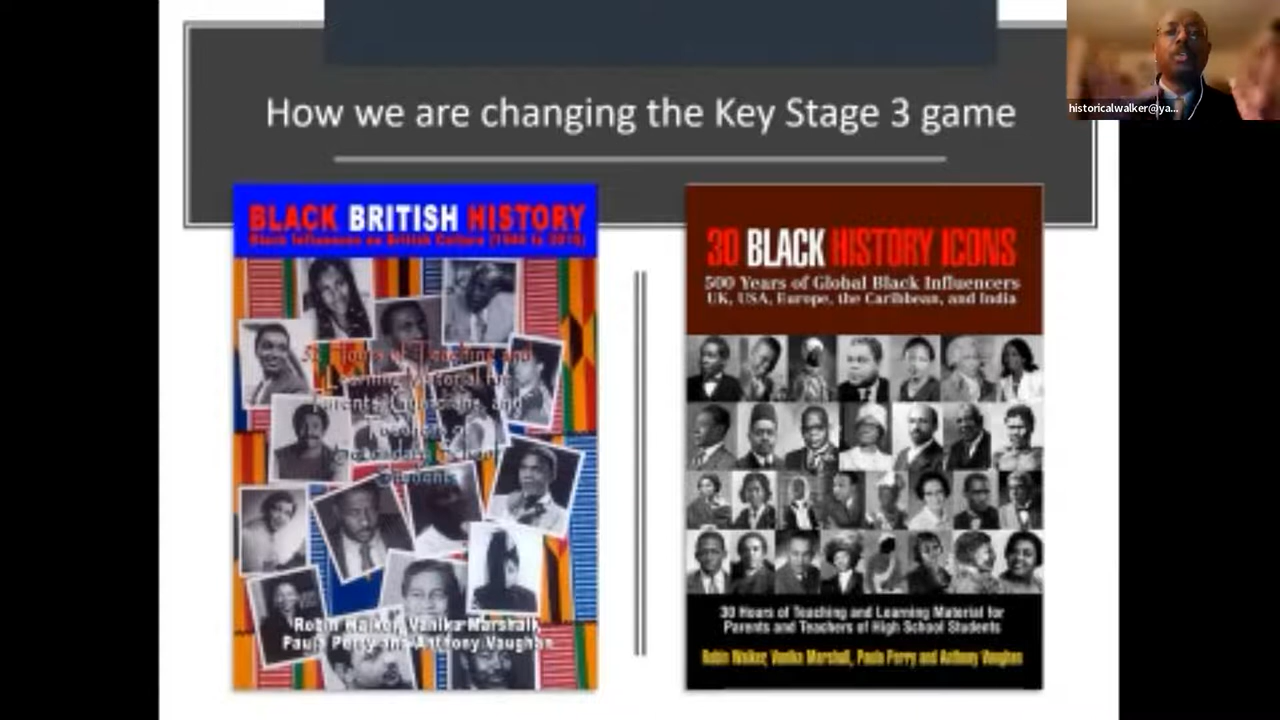 How we are changing the Key Stage 3 game
historicalwalker@ya...
BLACK BRITISH HISTORY
Black Influences on British Culture (1948 to 2016)
Hours of Teaching and
Learning Material for
Parents, Guardians, and
Teachers of
Secondary School
Students
Robin Walker, Vanika Marshall,
Paula Perry and Anthony Vaughan
30 BLACK HISTORY ICONS
500 Years of Global Black Influencers
UK, USA, Europe, the Caribbean, and India
30 Hours of Teaching and Learning Material for
Parents and Teachers of High School Students
Robin Walker, Vanika Marshall, Paula Perry and Anthony Vaughan